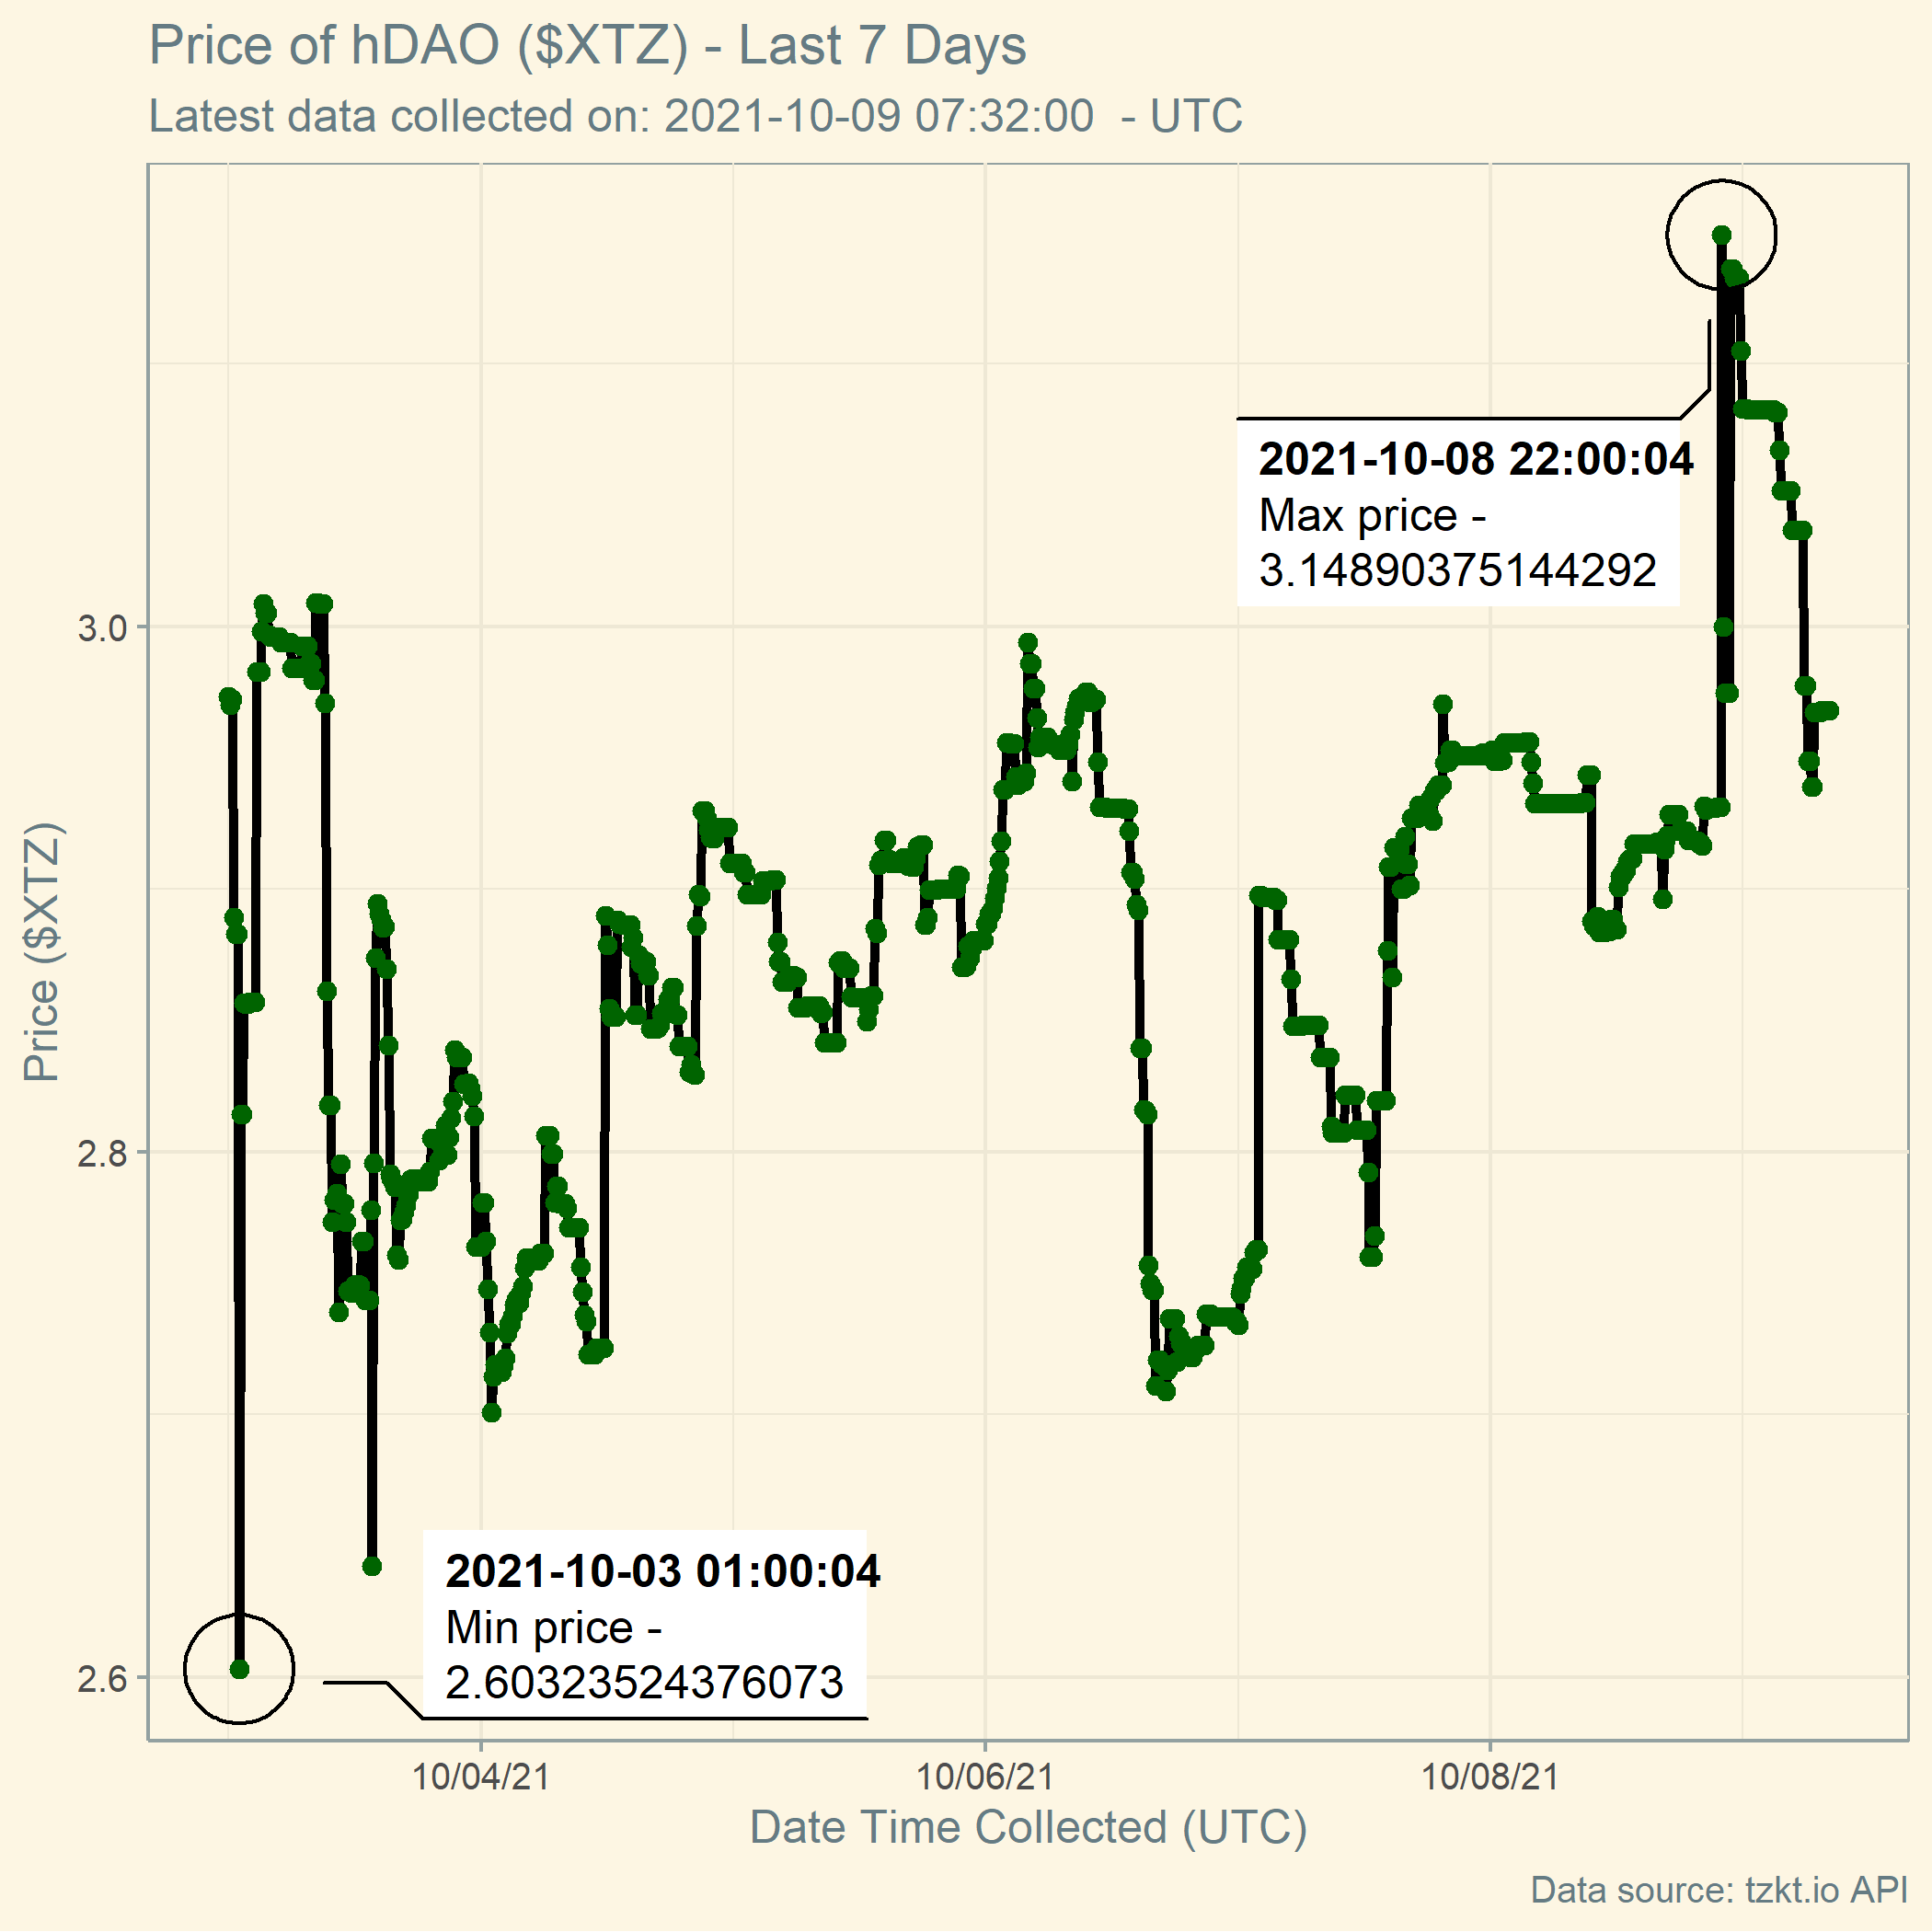 Price of hDAO ($XTZ) - Last 7 Days
Latest data collected on: 2021-10-09 07:32:00  - UTC
2021-10-08 22:00:04
Max price -
3.14890375144292
3.0
Price ($XTZ)
2.8
2021-10-03 01:00:04
Min price -
2.60323524376073
2.6
10/04/21
10/06/21
10/08/21
Date Time Collected (UTC)
Data source: tzkt.io API